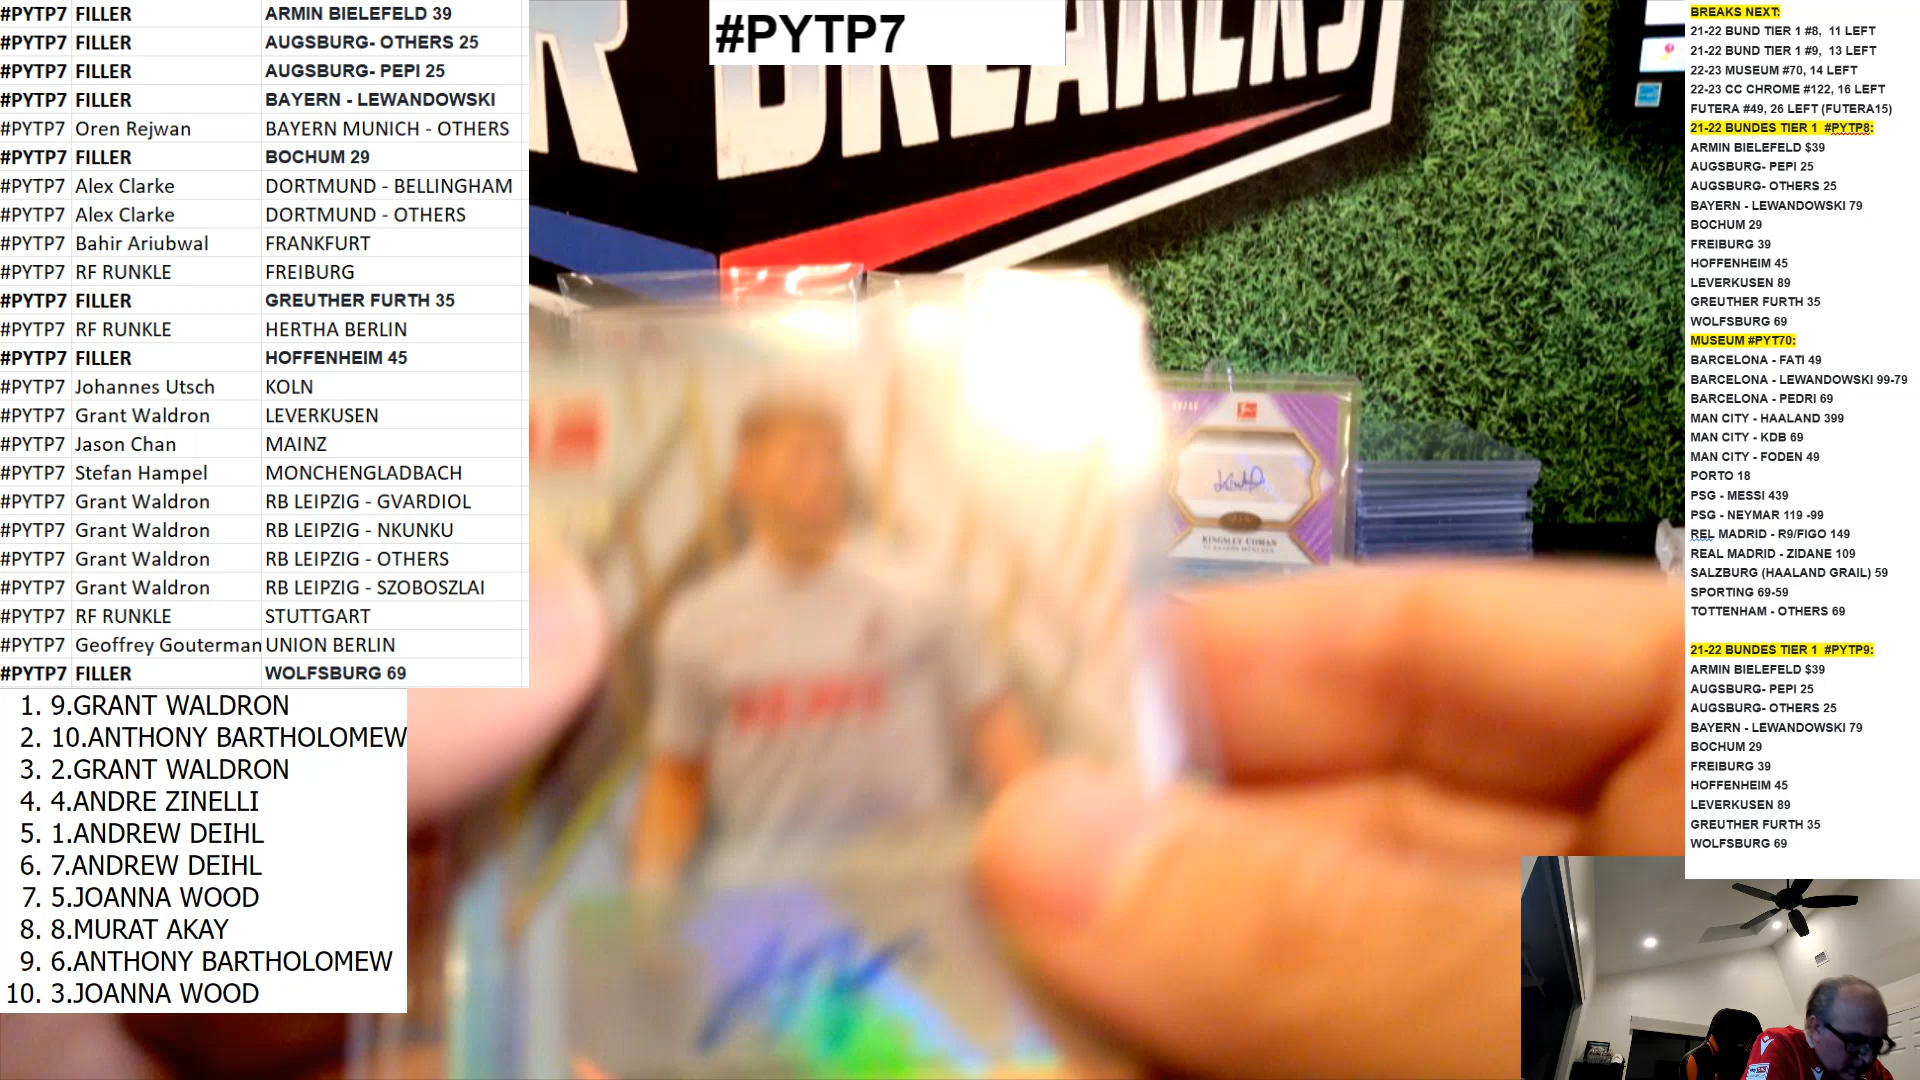 #PYTP7 FILLER ARMIN BIELEFELD 39
#PYTP7 FILLER AUGSBURG- OTHERS 25
#PYTP7 FILLER AUGSBURG- PEPI 25
#PYTP7 FILLER BAYERN - LEWANDOWSKI
#PYTP7 Oren Rejwan BAYERN MUNICH - OTHERS
#PYTP7 FILLER BOCHUM 29
#PYTP7 Alex Clarke DORTMUND - BELLINGHAM
#PYTP7 Alex Clarke DORTMUND - OTHERS
#PYTP7 Bahir Ariubwal FRANKFURT
#PYTP7 RF RUNKLE FREIBURG
#PYTP7 FILLER GREUTHER FURTH 35
#PYTP7 RF RUNKLE HERTHA BERLIN
#PYTP7 FILLER HOFFENHEIM 45
#PYTP7 Johannes Utsch KOLN
#PYTP7 Grant Waldron LEVERKUSEN
#PYTP7 Jason Chan MAINZ
#PYTP7 Stefan Hampel MONCHENGLADBACH
#PYTP7 Grant Waldron RB LEIPZIG - GVARDIOL
#PYTP7 Grant Waldron RB LEIPZIG - NKUNKU
#PYTP7 Grant Waldron RB LEIPZIG - OTHERS
#PYTP7 Grant Waldron RB LEIPZIG - SZOBOSZLAI
#PYTP7 RF RUNKLE STUTTGART
#PYTP7 Geoffrey Gouterman UNION BERLIN
#PYTP7 FILLER WOLFSBURG 69
1. 9.GRANT WALDRON
2. 10.ANTHONY BARTHOLOMEW
3. 2.GRANT WALDRON
4. 4.ANDRE ZINELLI
5. 1.ANDREW DEIHL
6. 7.ANDREW DEIHL
7. 5.JOANNA WOOD
8. 8.MURAT AKAY
9. 6.ANTHONY BARTHOLOMEW
10. 3.JOANNA WOOD
#PYTP7
R BREAKERS
KINGSLEY COMAN
BREAKS NEXT:
21-22 BUND TIER 1 #8, 11 LEFT
21-22 BUND TIER 1 #9, 13 LEFT
22-23 MUSEUM #70, 14 LEFT
22-23 CC CHROME #122, 16 LEFT
FUTERA #49, 26 LEFT (FUTERA15)
21-22 BUNDES TIER 1 #PYTP8:
ARMIN BIELEFELD $39
AUGSBURG- PEPI 25
AUGSBURG- OTHERS 25
BAYERN - LEWANDOWSKI 79
BOCHUM 29
FREIBURG 39
HOFFENHEIM 45
LEVERKUSEN 89
GREUTHER FURTH 35
WOLFSBURG 69
MUSEUM #PYT70:
BARCELONA - FATI 49
BARCELONA - LEWANDOWSKI 99-79
BARCELONA - PEDRI 69
MAN CITY - HAALAND 399
MAN CITY - KDB 69
MAN CITY - FODEN 49
PORTO 18
PSG - MESSI 439
PSG - NEYMAR 119 -99
REL MADRID - R9/FIGO 149
REAL MADRID - ZIDANE 109
SALZBURG (HAALAND GRAIL) 59
SPORTING 69-59
TOTTENHAM - OTHERS 69
21-22 BUNDES TIER 1 #PYTP9:
ARMIN BIELEFELD $39
AUGSBURG- PEPI 25
AUGSBURG- OTHERS 25
BAYERN - LEWANDOWSKI 79
BOCHUM 29
FREIBURG 39
HOFFENHEIM 45
LEVERKUSEN 89
GREUTHER FURTH 35
WOLFSBURG 69